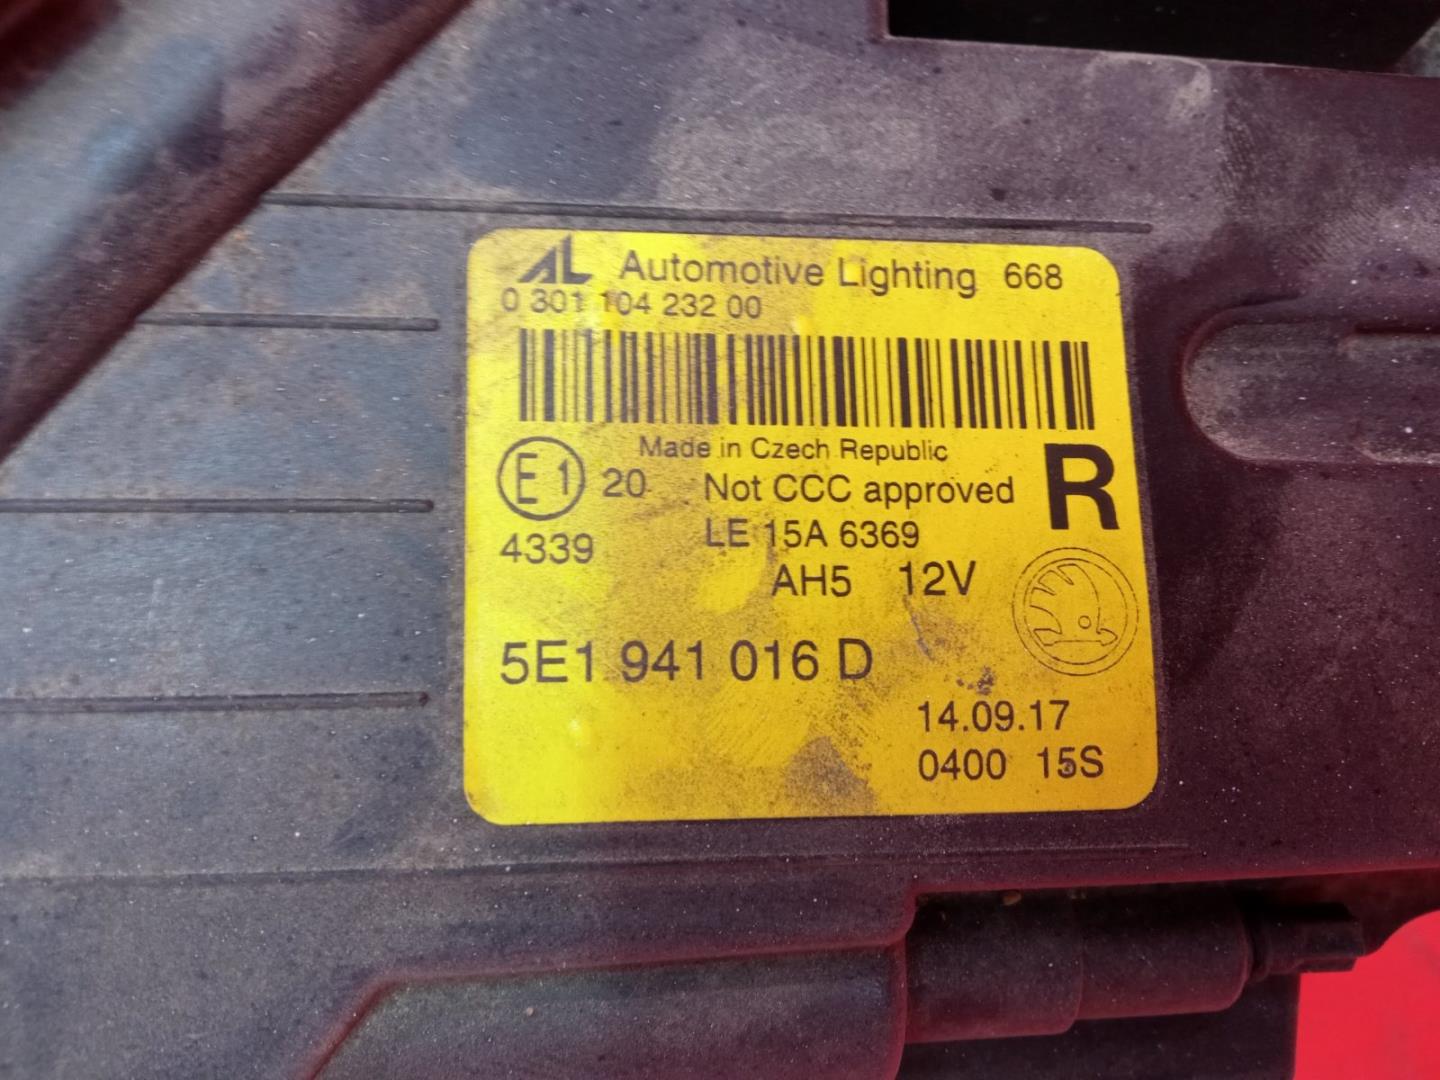 AL Automotive Lighting 668
0 301 104 232 00
Made in Czech Republic
E1 20 Not CCC approved R
4339 LE 15A 6369
AH5 12V
5E1 941 016 D
14.09.17
0400 15S